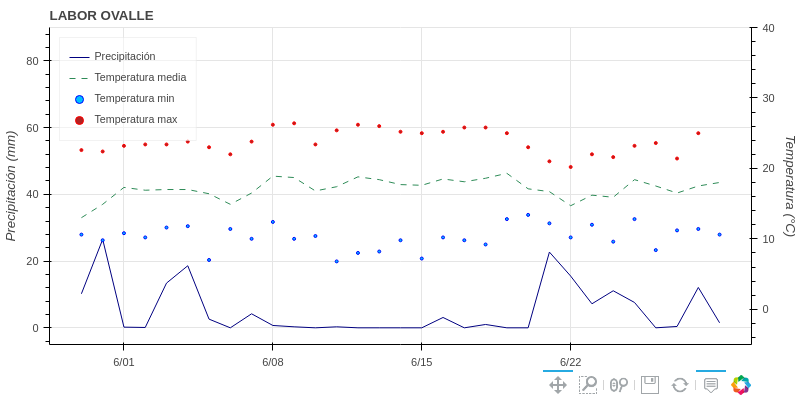 LABOR OVALLE
Precipitación
Temperatura media
Temperatura min
Temperatura max
Precipitación (mm)
80
60
40
20
0
Temperatura (°C)
40
30
20
10
0
6/01
6/08
6/15
6/22